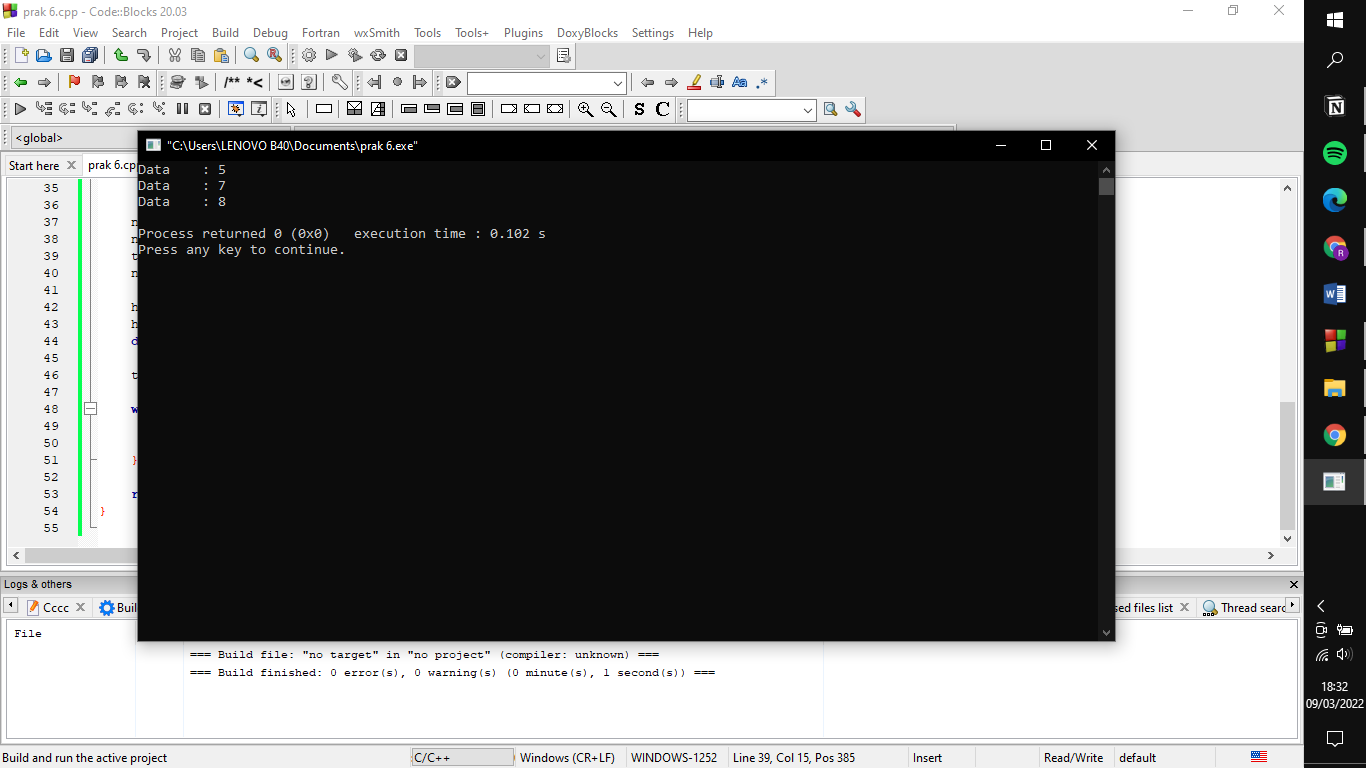 prak 6.cpp - Code::Blocks 20.03
File Edit View Search Project Build Debug Fortran wxSmith Tools Tools+ Plugins DoxyBlocks Settings Help
/** *<
Aa .*
S C
<global>
"C:\Users\LENOVO B40\Documents\prak 6.exe"
Start here prak 6.cp
Data : 5
Data : 7
Data : 8
Process returned 0 (0x0) execution time : 0.102 s
Press any key to continue.
35
36
37 n
38 n
39 t
40 n
41
42 h
43 h
44 d
45
46 t
47
48 w
49
50
51 }
52
53 r
54 }
55
Logs & others
Cccc Buil sed files list Thread searc
File
=== Build file: "no target" in "no project" (compiler: unknown) ===
=== Build finished: 0 error(s), 0 warning(s) (0 minute(s), 1 second(s)) ===
Build and run the active project C/C++ Windows (CR+LF) WINDOWS-1252 Line 39, Col 15, Pos 385 Insert Read/Write default
R
W
18:32
09/03/2022